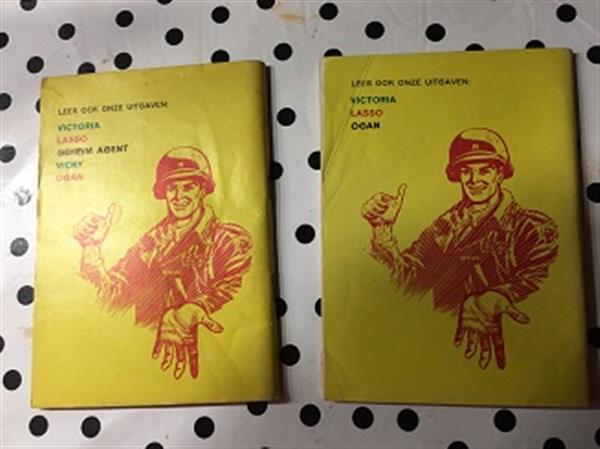 LEES OOK ONZE UITGAVEN:
VICTORIA
LASSO
GEHEIM AGENT
VICKY
OGAN
LEES OOK ONZE UITGAVEN:
VICTORIA
LASSO
OGAN